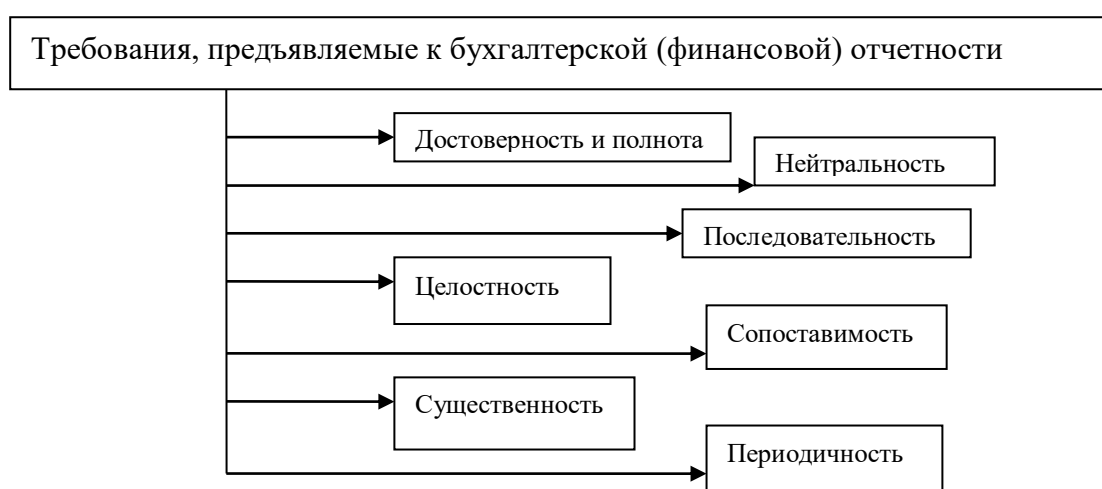 Требования, предъявляемые к бухгалтерской (финансовой) отчетности
Достоверность и полнота
Нейтральность
Последовательность
Целостность
Сопоставимость
Существенность
Периодичность